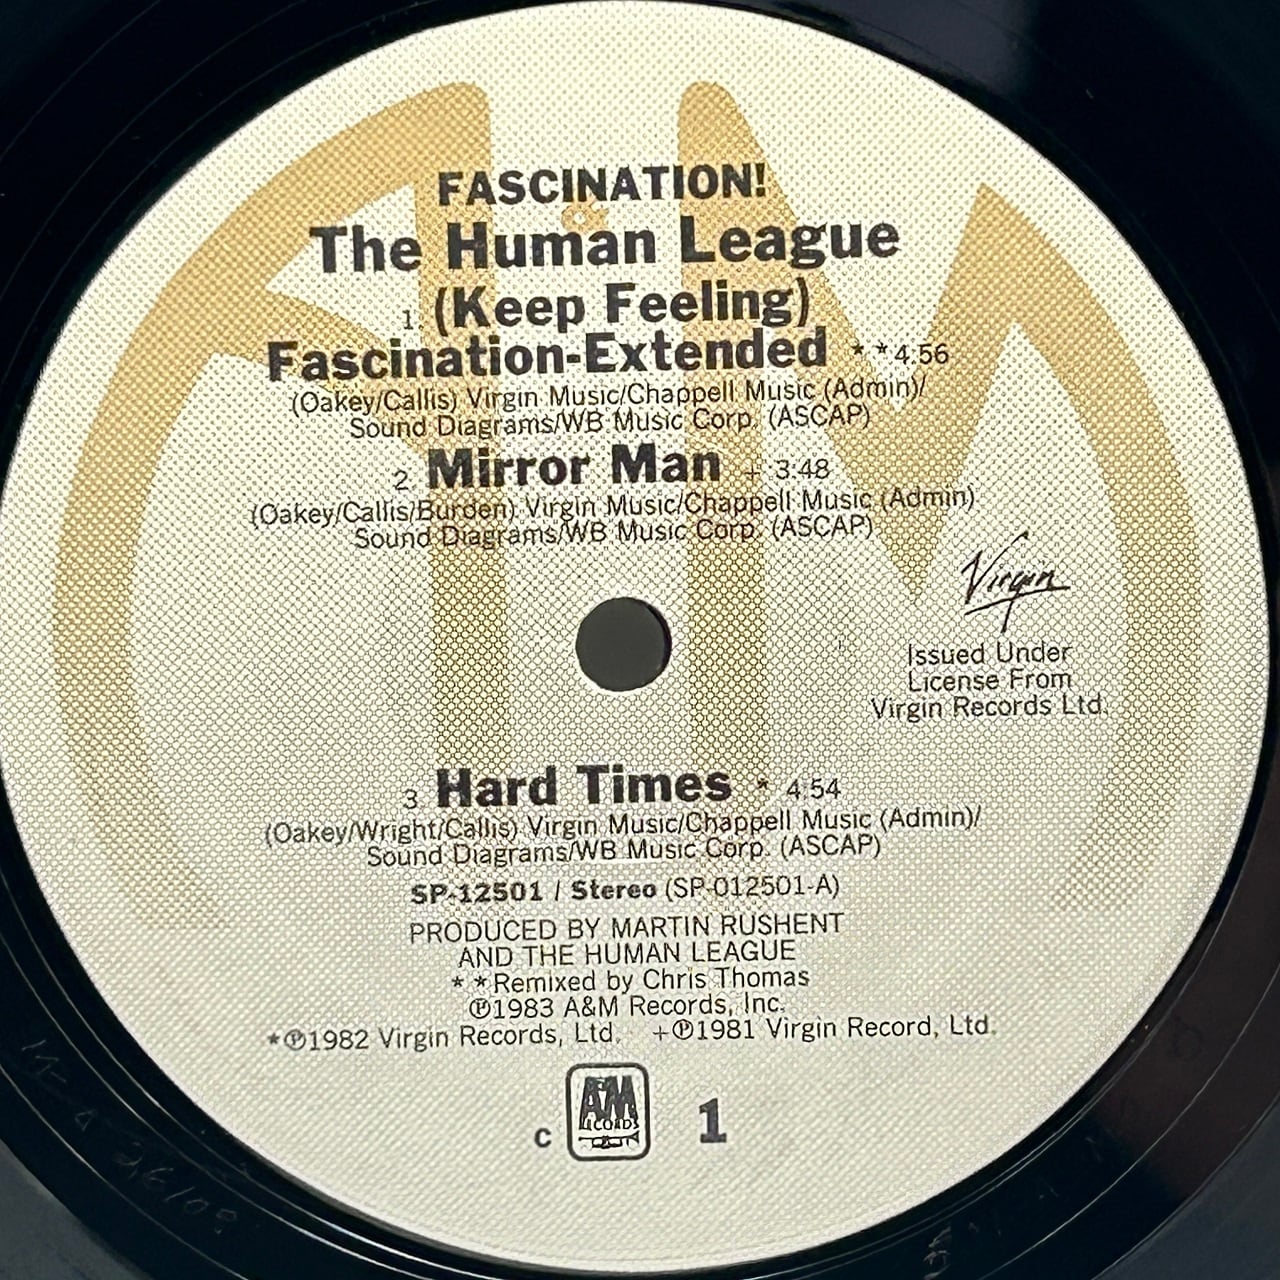 FASCINATION!
The Human League
1. (Keep Feeling)
Fascination-Extended * * 4:56
(Oakey/Callis) Virgin Music/Chappell Music (Admin)/
Sound Diagrams/WB Music Corp. (ASCAP)
2. Mirror Man + 3:48
(Oakey/Callis/Burden) Virgin Music/Chappell Music (Admin)
Sound Diagrams/WB Music Corp. (ASCAP)
Virgin
Issued Under
License From
Virgin Records Ltd.
3. Hard Times * 4:54
(Oakey/Wright/Callis) Virgin Music/Chappell Music (Admin)/
Sound Diagrams/WB Music Corp. (ASCAP)
SP-12501 / Stereo (SP-012501-A)
PRODUCED BY MARTIN RUSHENT
AND THE HUMAN LEAGUE
* * Remixed by Chris Thomas
℗1983 A&M Records, Inc.
*℗1982 Virgin Records, Ltd. +℗1981 Virgin Record, Ltd.
C A&M RECORDS 1